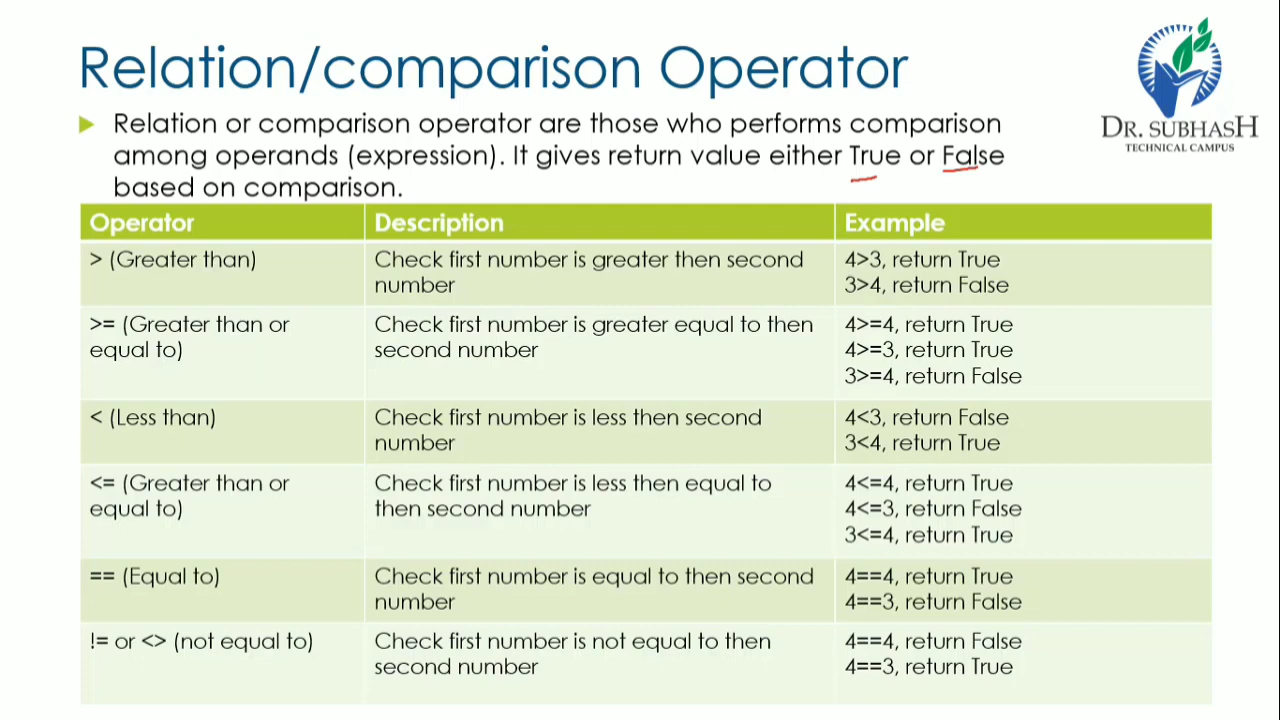 Relation/comparison Operator
DR. SUBHASH
TECHNICAL CAMPUS
Relation or comparison operator are those who performs comparison
among operands (expression). It gives return value either True or False
based on comparison.
Operator
Description
Example
> (Greater than)
Check first number is greater then second
number
4>3, return True
3>4, return False
>= (Greater than or
equal to)
Check first number is greater equal to then
second number
4>=4, return True
4>=3, return True
3>=4, return False
< (Less than)
Check first number is less then second
number
4<3, return False
3<4, return True
<= (Greater than or
equal to)
Check first number is less then equal to
then second number
4<=4, return True
4<=3, return False
3<=4, return True
== (Equal to)
Check first number is equal to then second
number
4==4, return True
4==3, return False
!= or <> (not equal to)
Check first number is not equal to then
second number
4==4, return False
4==3, return True